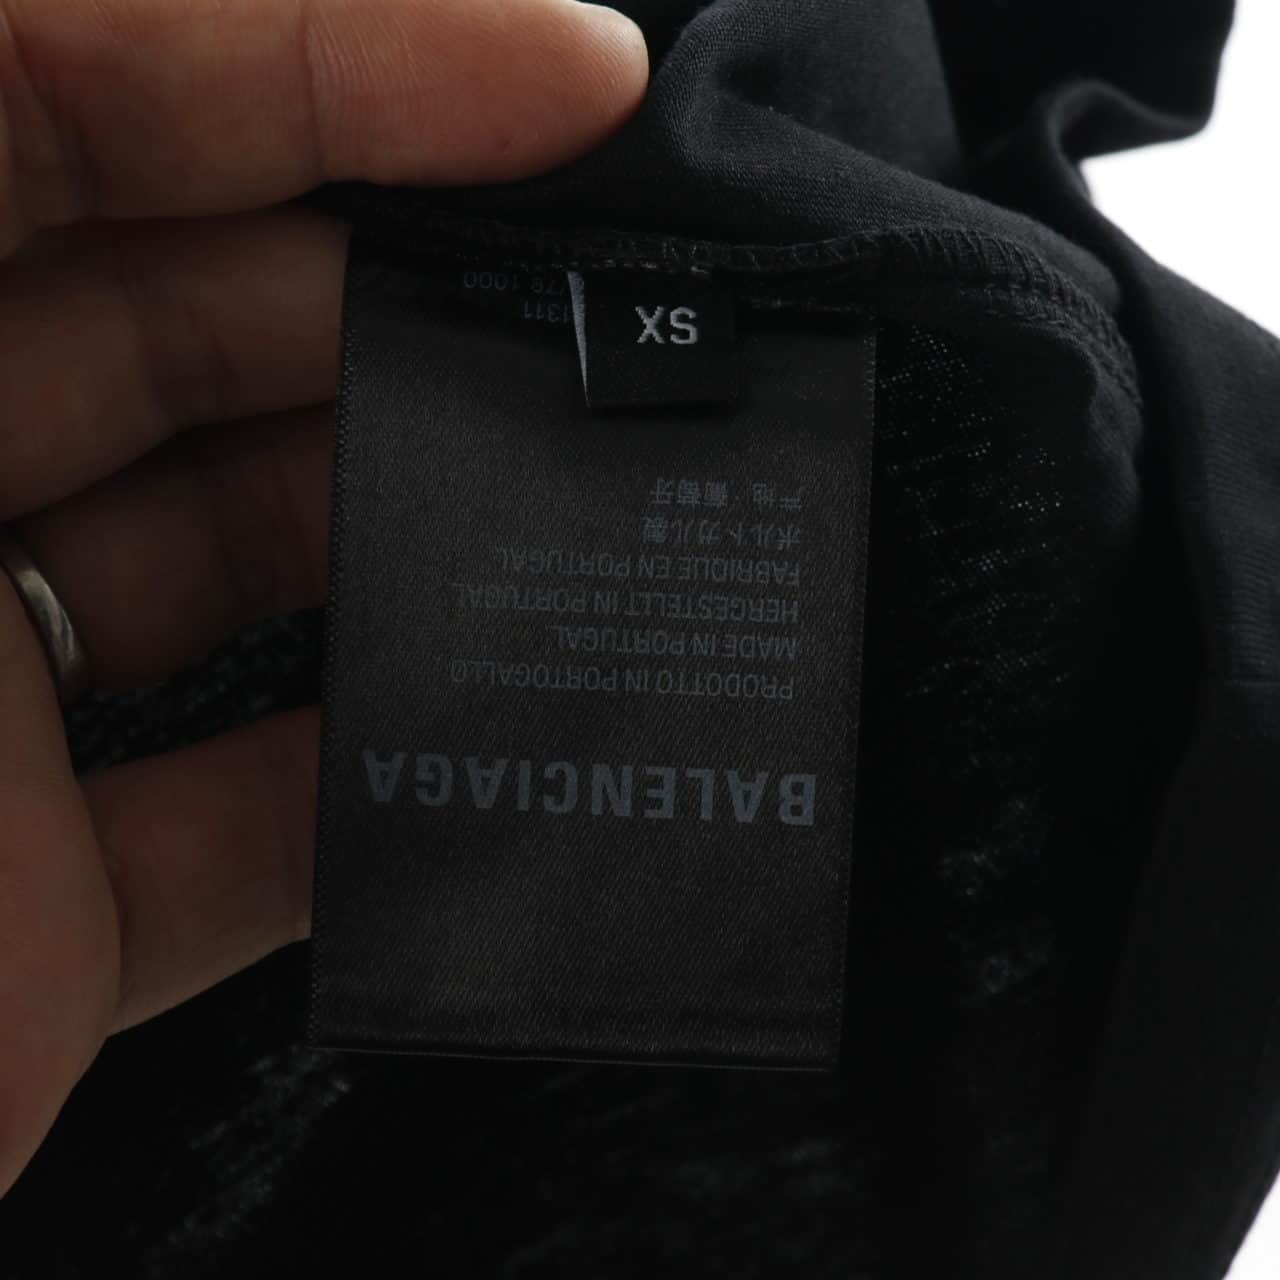 BALENCIAGA
PRODOTTO IN PORTOGALLO
MADE IN PORTUGAL
HERGESTELLT IN PORTUGAL
FABRIQUE EN PORTUGAL
ポルトガル製
产地：葡萄牙
XS
1000